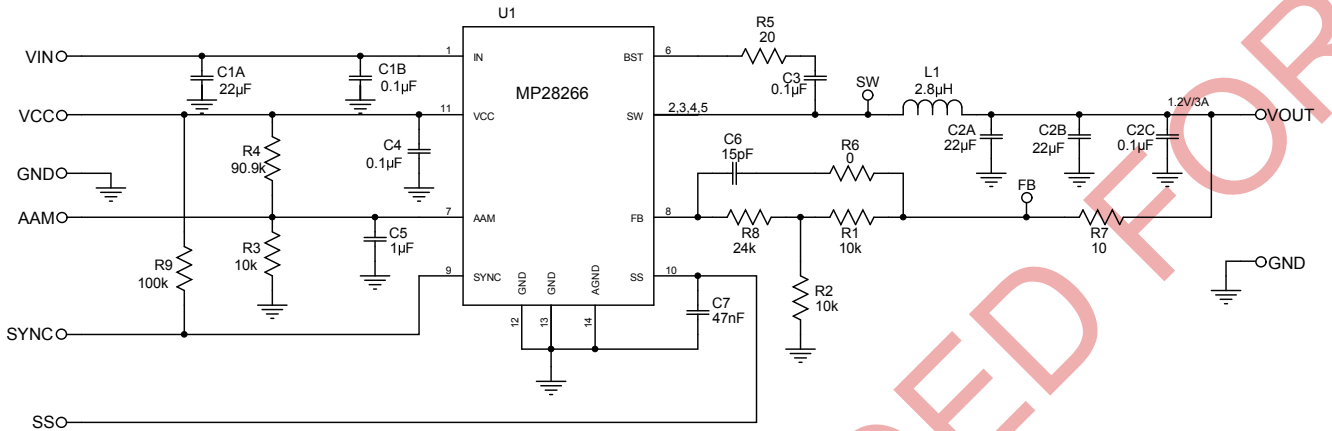 U1
VIN
1
IN
C1A
22µF
C1B
0.1µF
BST
6
R5
20
C3
0.1µF
SW
L1
2.8µH
1.2V/3A
VOUT
MP28266
VCC
11
VCC
SW
2,3,4,5
C2A
22µF
C2B
22µF
C2C
0.1µF
R4
90.9k
C4
0.1µF
C6
15pF
R6
0
GND
FB
AAM
7
AAM
FB
8
R8
24k
R1
10k
R7
10
C5
1µF
R3
10k
R9
100k
9
SYNC
GND
GND
AGND
SS
10
12
13
14
C7
47nF
R2
10k
GND
SYNC
SS
RED FOR